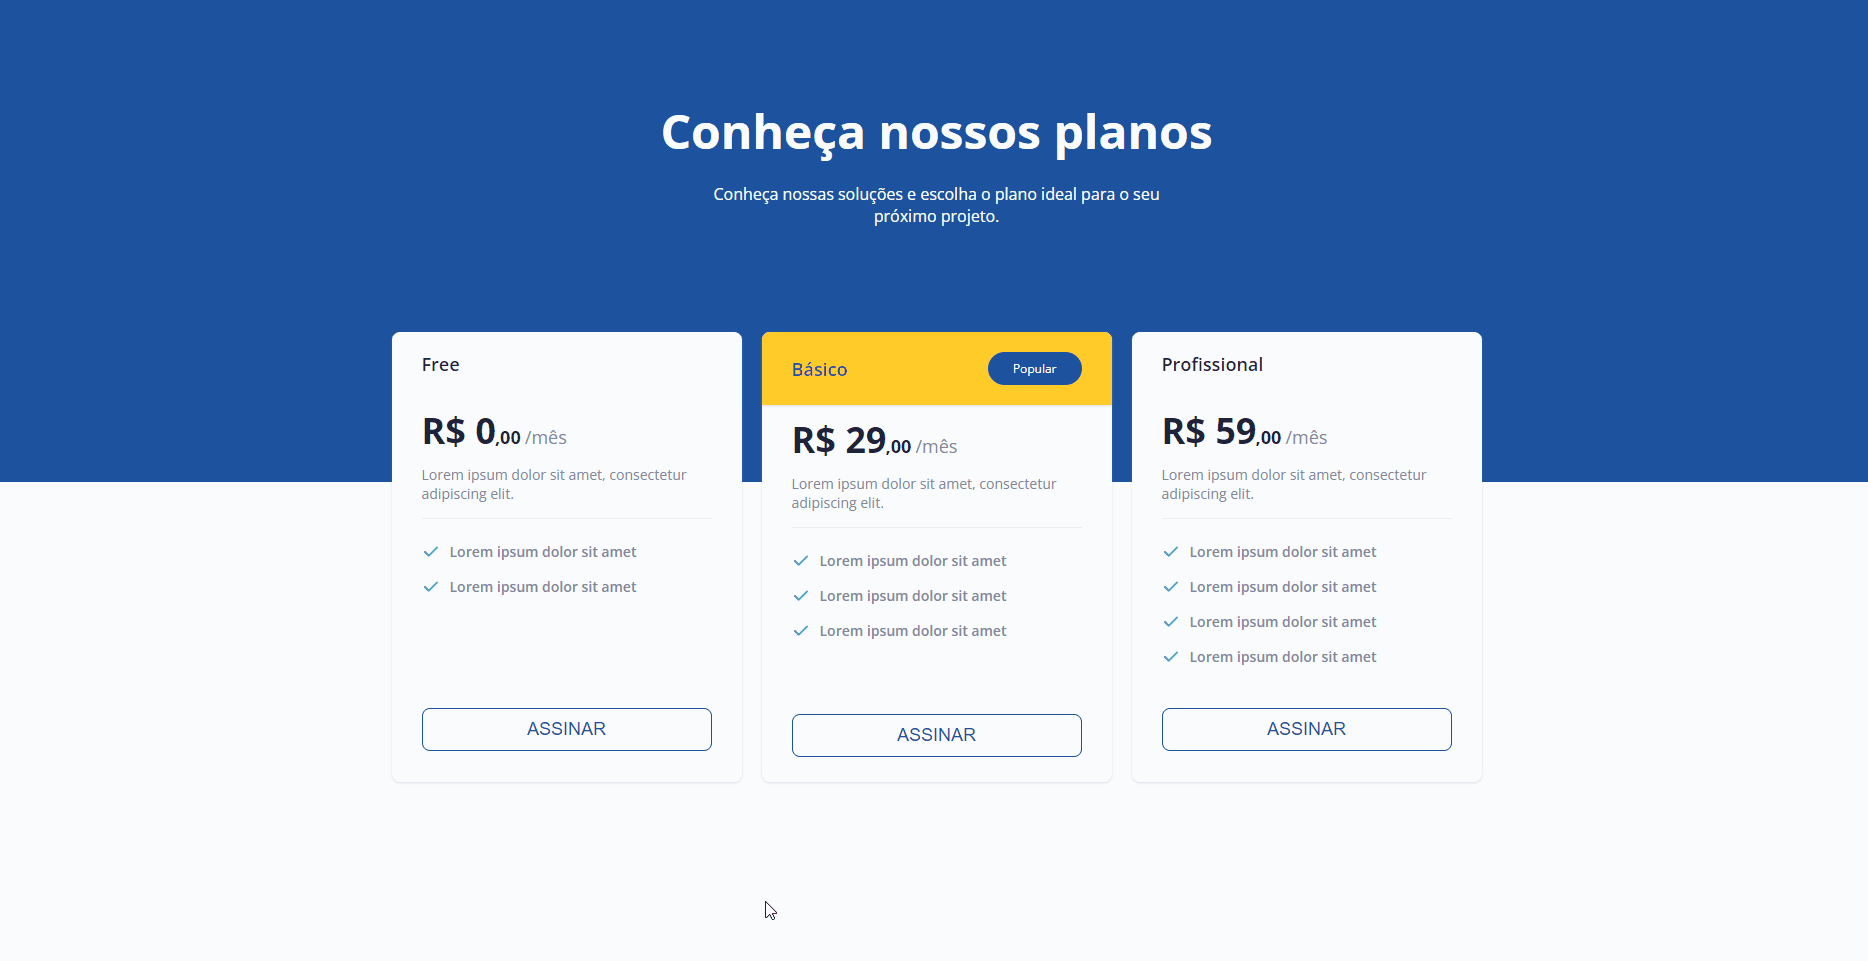 Conheça nossos planos
Conheça nossas soluções e escolha o plano ideal para o seu
próximo projeto.
Free
R$ 0,00 /mês
Lorem ipsum dolor sit amet, consectetur
adipiscing elit.
Lorem ipsum dolor sit amet
Lorem ipsum dolor sit amet
ASSINAR
Básico
Popular
R$ 29,00 /mês
Lorem ipsum dolor sit amet, consectetur
adipiscing elit.
Lorem ipsum dolor sit amet
Lorem ipsum dolor sit amet
Lorem ipsum dolor sit amet
ASSINAR
Profissional
R$ 59,00 /mês
Lorem ipsum dolor sit amet, consectetur
adipiscing elit.
Lorem ipsum dolor sit amet
Lorem ipsum dolor sit amet
Lorem ipsum dolor sit amet
Lorem ipsum dolor sit amet
ASSINAR